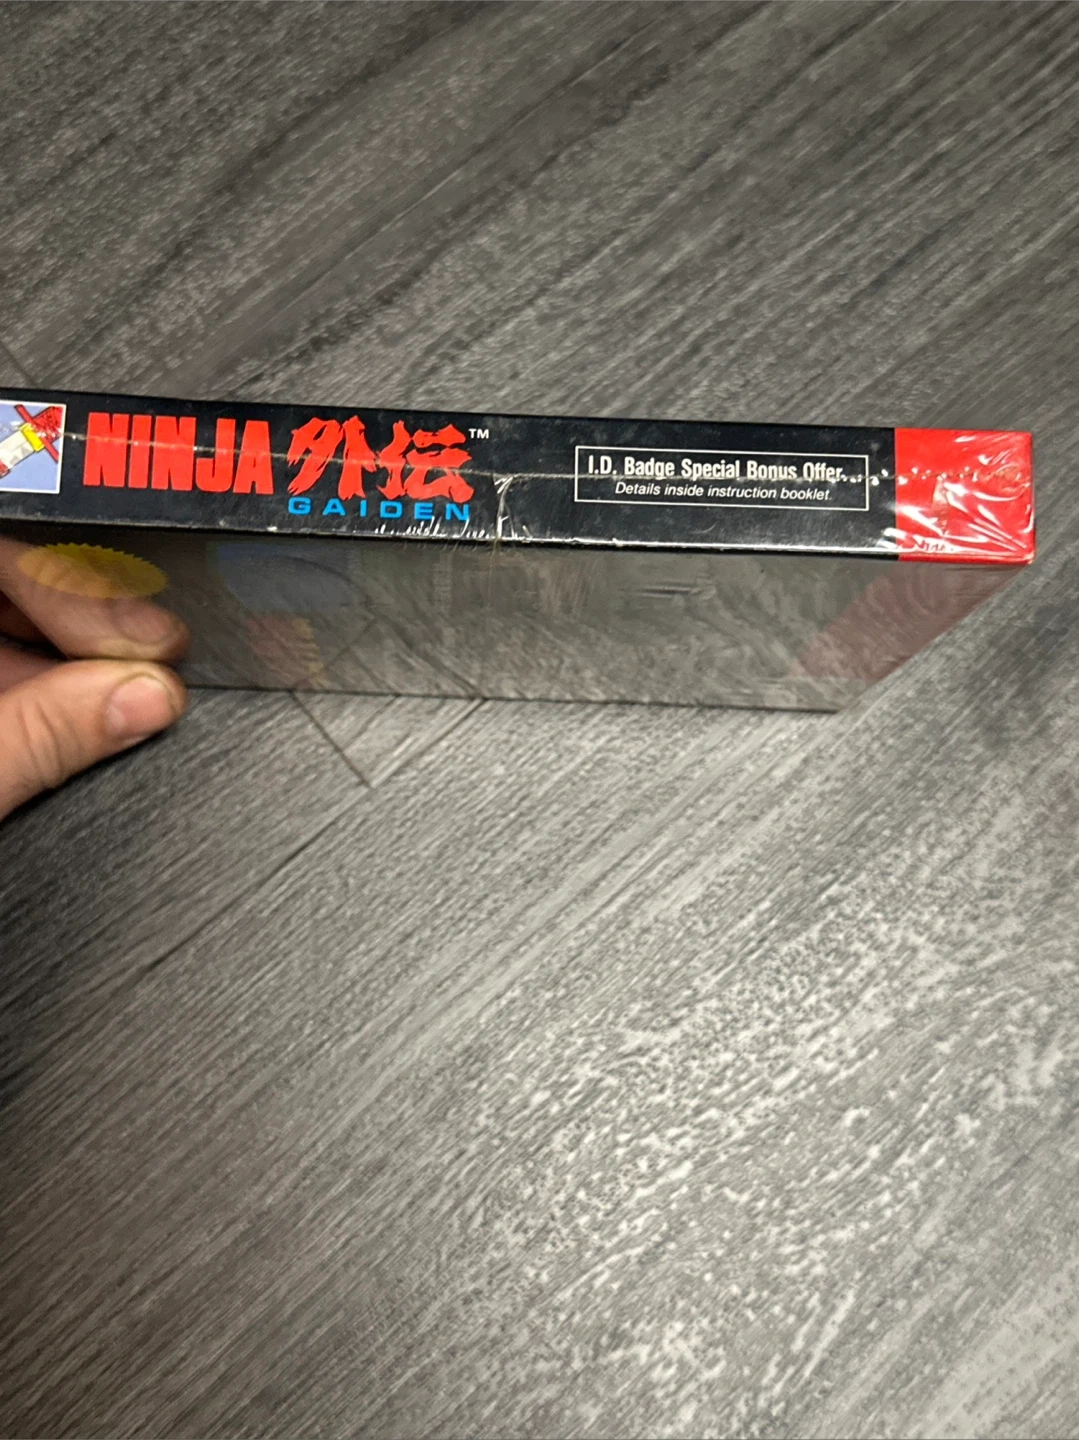 NINJA 外伝™
GAIDEN
I.D. Badge Special Bonus Offer.
Details inside instruction booklet.